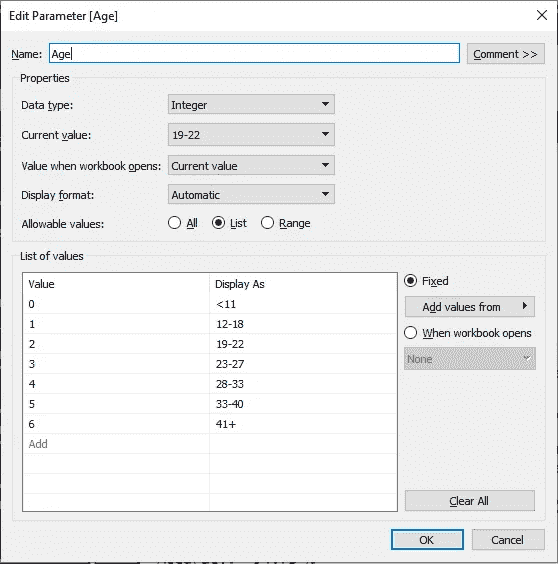 Edit Parameter [Age]
Name: Age Comment >>
Properties
Data type: Integer
Current value: 19-22
Value when workbook opens: Current value
Display format: Automatic
Allowable values: All List Range
List of values
Value Display As Fixed
0 <11 Add values from
1 12-18 When workbook opens
2 19-22 None
3 23-27
4 28-33
5 33-40
6 41+
Add
Clear All
OK Cancel